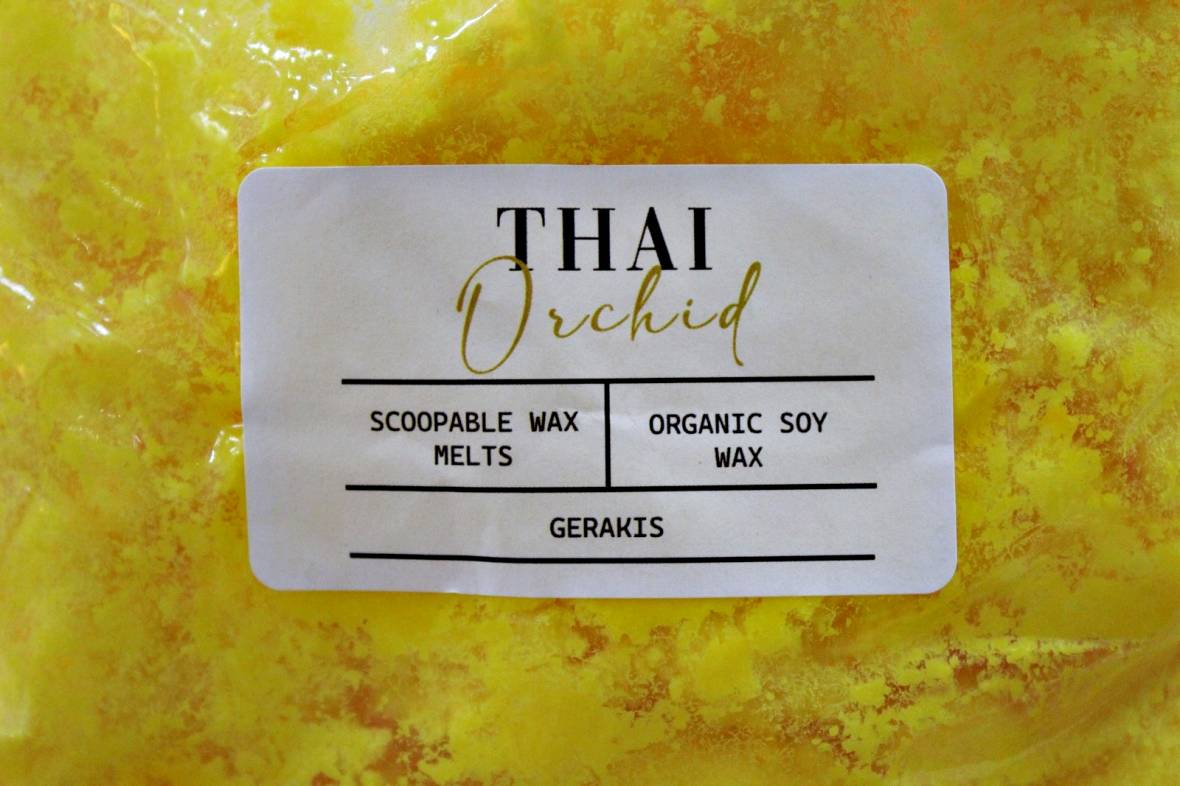 THAI
Orchid
SCOOPABLE WAX
MELTS
ORGANIC SOY
WAX
GERAKIS